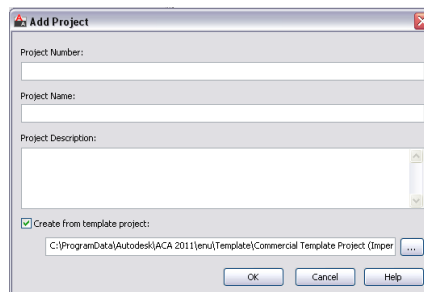 Add Project
Project Number:
Project Name:
Project Description:
Create from template project:
C:\ProgramData\Autodesk\ACA 2011\enu\Template\Commercial Template Project (Imper
...
OK
Cancel
Help